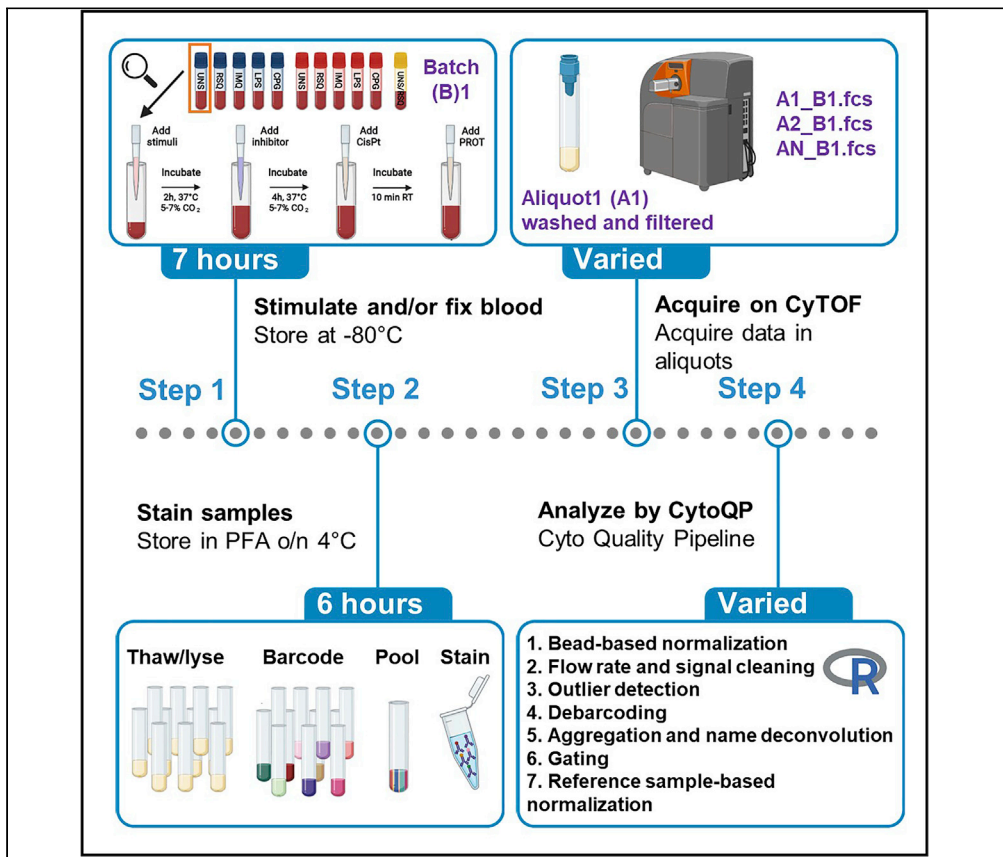 UNS
RSQ
IMQ
LPS
CPG
UNS
RSQ
IMQ
LPS
CPG
UNS/RSQ
Batch
(B)1
Add
stimuli
Incubate
2h, 37°C
5-7% CO₂
Add
inhibitor
Incubate
4h, 37°C
5-7% CO₂
Add
CisPt
Incubate
10 min RT
Add
PROT
7 hours
A1_B1.fcs
A2_B1.fcs
AN_B1.fcs
Aliquot1 (A1)
washed and filtered
Varied
Stimulate and/or fix blood
Store at -80°C
Acquire on CyTOF
Acquire data in
aliquots
Step 1
Step 2
Step 3
Step 4
Stain samples
Store in PFA o/n 4°C
Analyze by CytoQP
Cyto Quality Pipeline
6 hours
Thaw/lyse
Barcode
Pool
Stain
Varied
1. Bead-based normalization
2. Flow rate and signal cleaning
3. Outlier detection
4. Debarcoding
5. Aggregation and name deconvolution
6. Gating
7. Reference sample-based
normalization
R